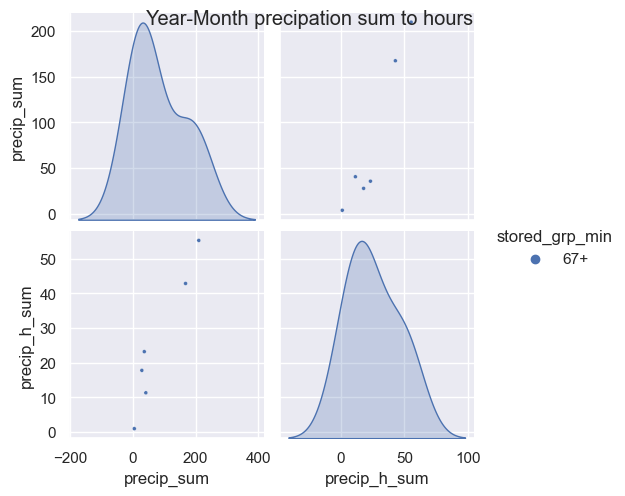 Year-Month precipation sum to hours
200
150
100
50
0
precip_sum
50
40
30
20
10
0
precip_h_sum
−200 0 200 400
precip_sum
0 50 100
precip_h_sum
stored_grp_min
67+